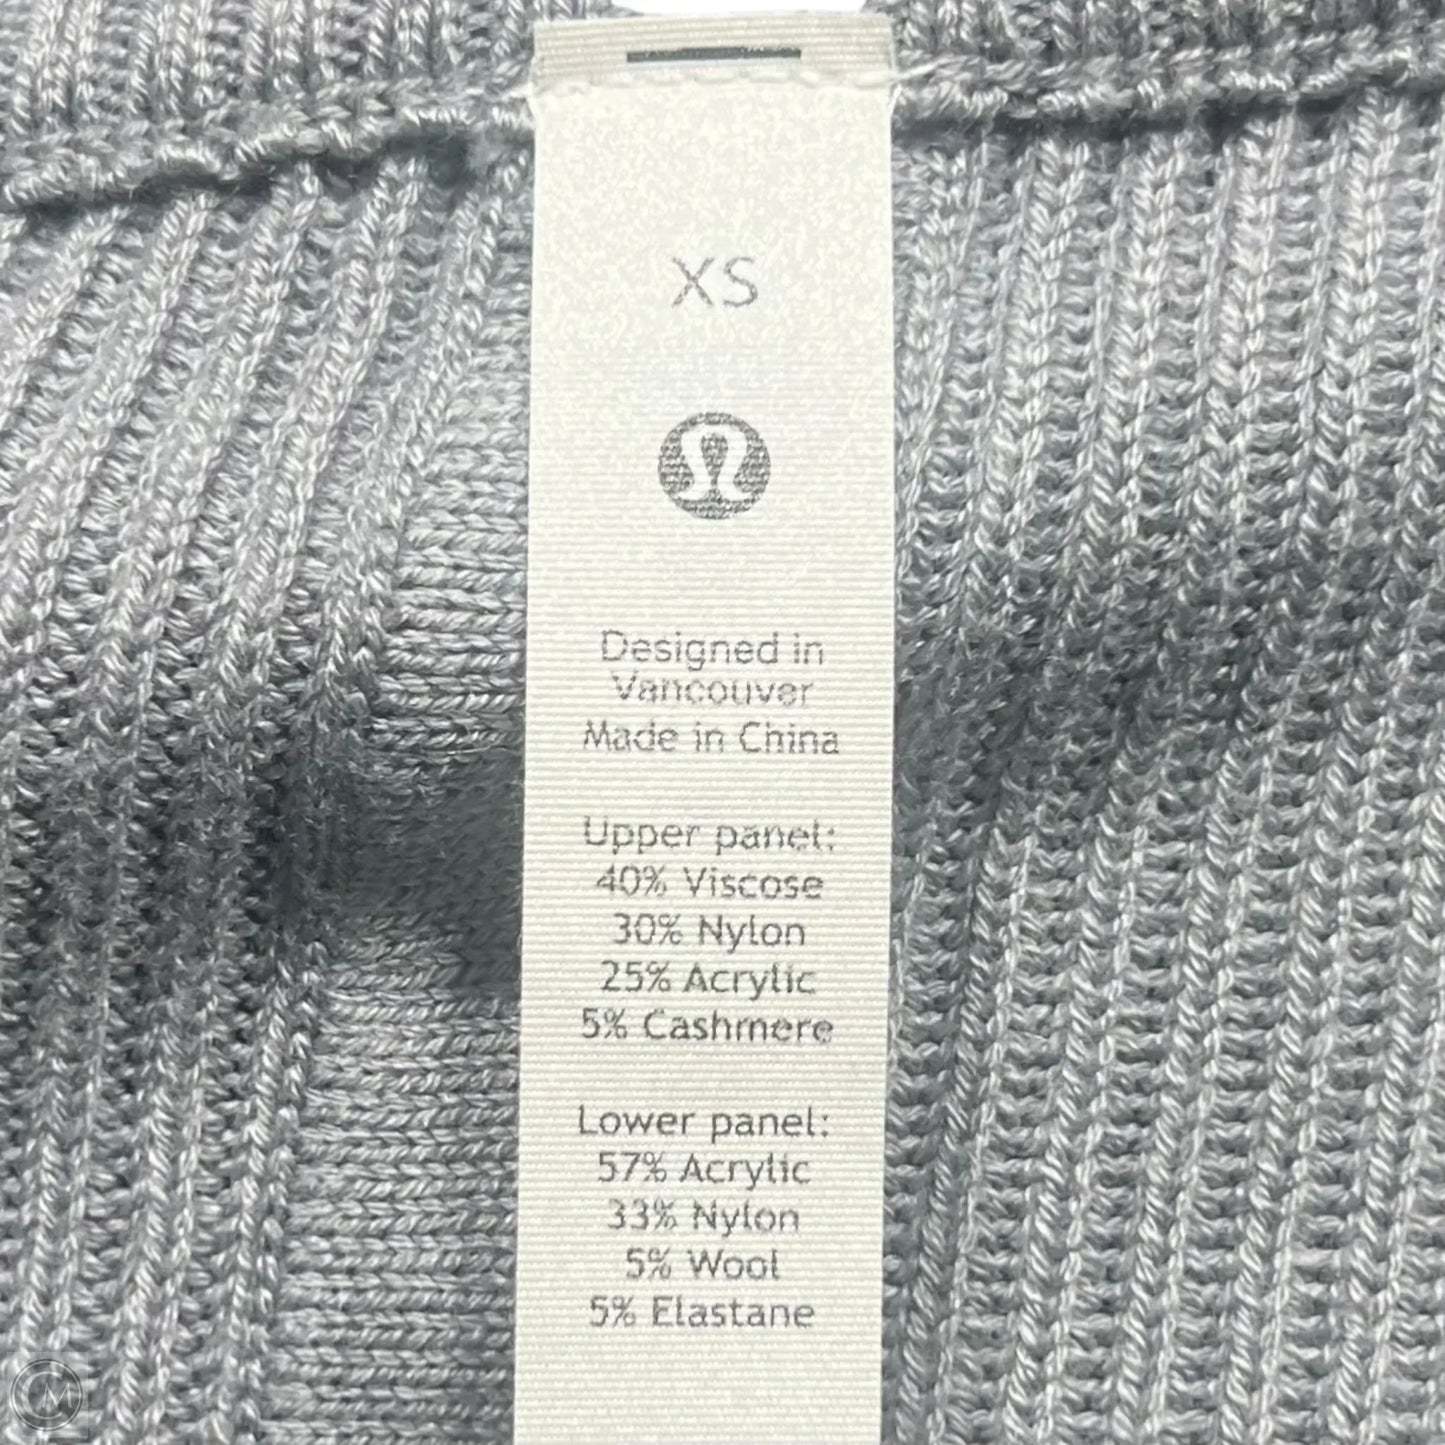 XS
Designed in
Vancouver
Made in China
Upper panel:
40% Viscose
30% Nylon
25% Acrylic
5% Cashmere
Lower panel:
57% Acrylic
33% Nylon
5% Wool
5% Elastane
CM